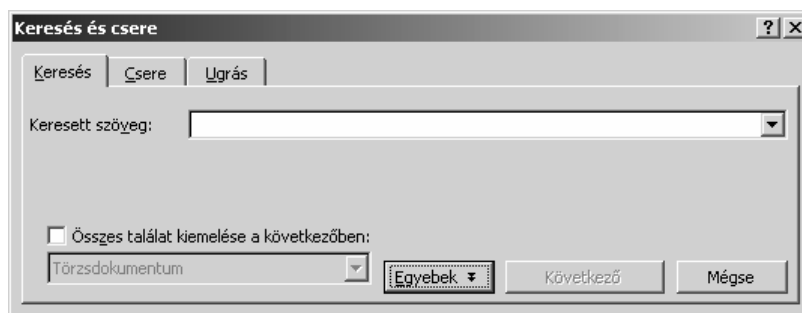 Keresés és csere
Keresés Csere Ugrás
Keresett szöveg:
Összes találat kiemelése a következőben:
Törzsdokumentum
Egyebek Következő Mégse